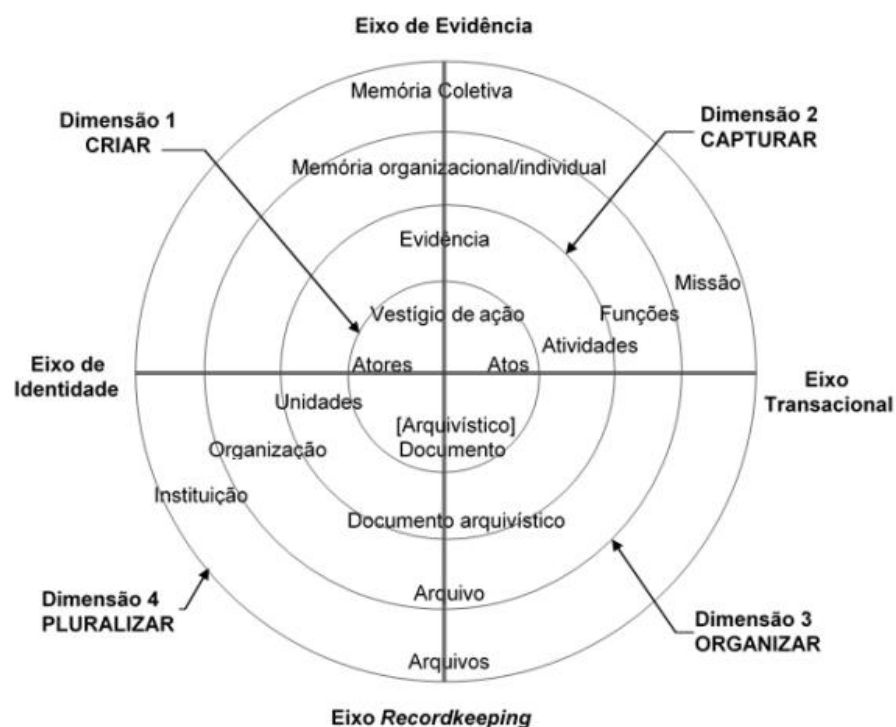 Eixo de Evidência
Memória Coletiva
Dimensão 1
CRIAR
Dimensão 2
CAPTURAR
Memória organizacional/individual
Evidência
Missão
Vestígio de ação
Funções
Atividades
Eixo de
Identidade
Atores
Atos
Eixo
Transacional
Unidades
[Arquivístico]
Documento
Organização
Instituição
Documento arquivístico
Arquivo
Dimensão 4
PLURALIZAR
Dimensão 3
ORGANIZAR
Arquivos
Eixo Recordkeeping